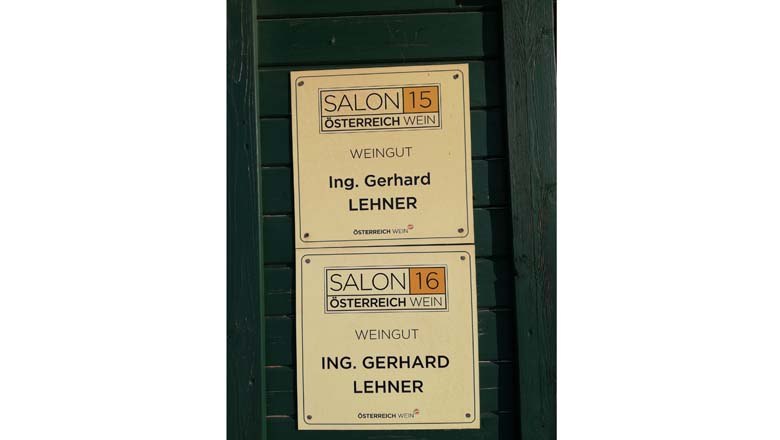 SALON 15
ÖSTERREICH WEIN
WEINGUT
Ing. Gerhard
LEHNER
ÖSTERREICH WEIN
SALON 16
ÖSTERREICH WEIN
WEINGUT
ING. GERHARD
LEHNER
ÖSTERREICH WEIN